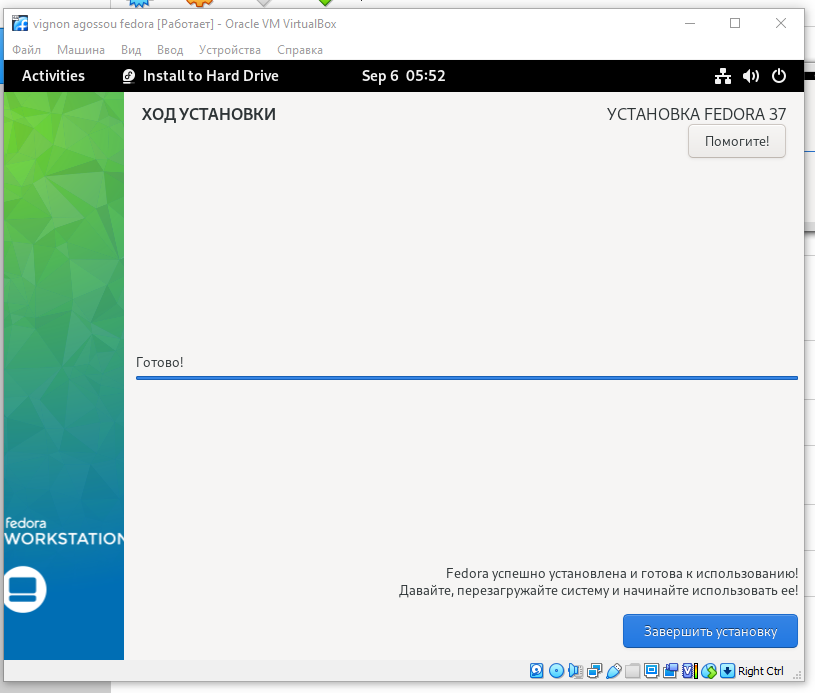 vignon agossou fedora [Работает] - Oracle VM VirtualBox
Файл Машина Вид Ввод Устройства Справка
Activities Install to Hard Drive Sep 6 05:52
ХОД УСТАНОВКИ УСТАНОВКА FEDORA 37
Помогите!
Готово!
fedora
WORKSTATION
Fedora успешно установлена и готова к использованию!
Давайте, перезагружайте систему и начинайте использовать ее!
Завершить установку
Right Ctrl